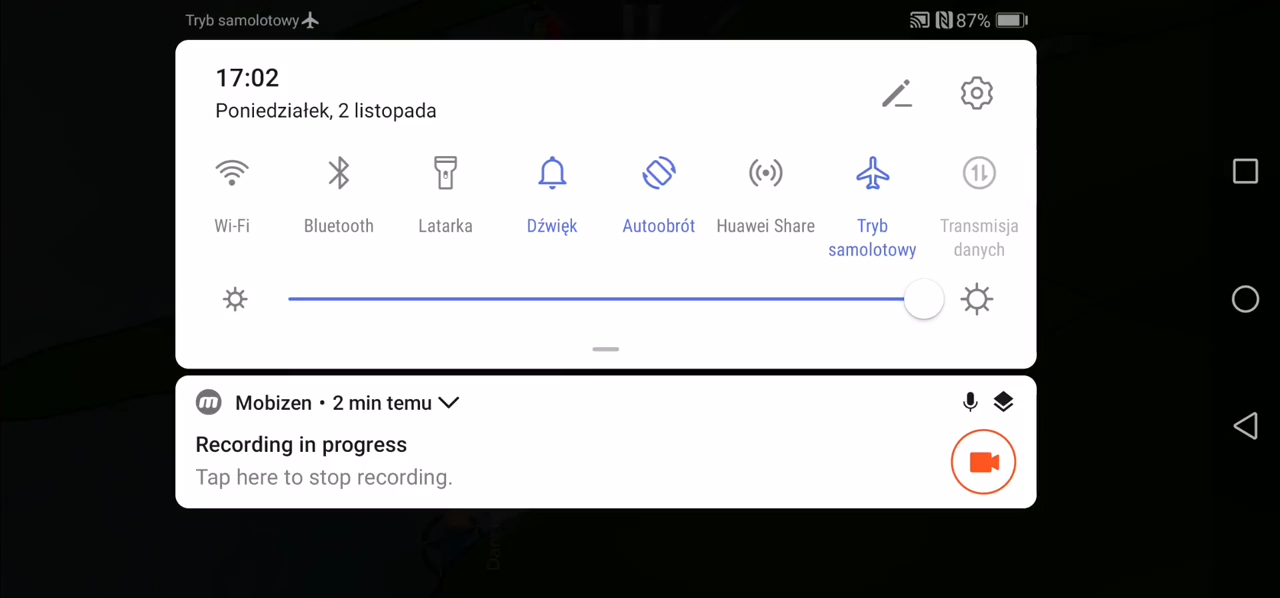 Tryb samolotowy
87%
17:02
Poniedziałek, 2 listopada
Wi-Fi
Bluetooth
Latarka
Dźwięk
Autoobrót
Huawei Share
Tryb
samolotowy
Transmisja
danych
Mobizen • 2 min temu
Recording in progress
Tap here to stop recording.